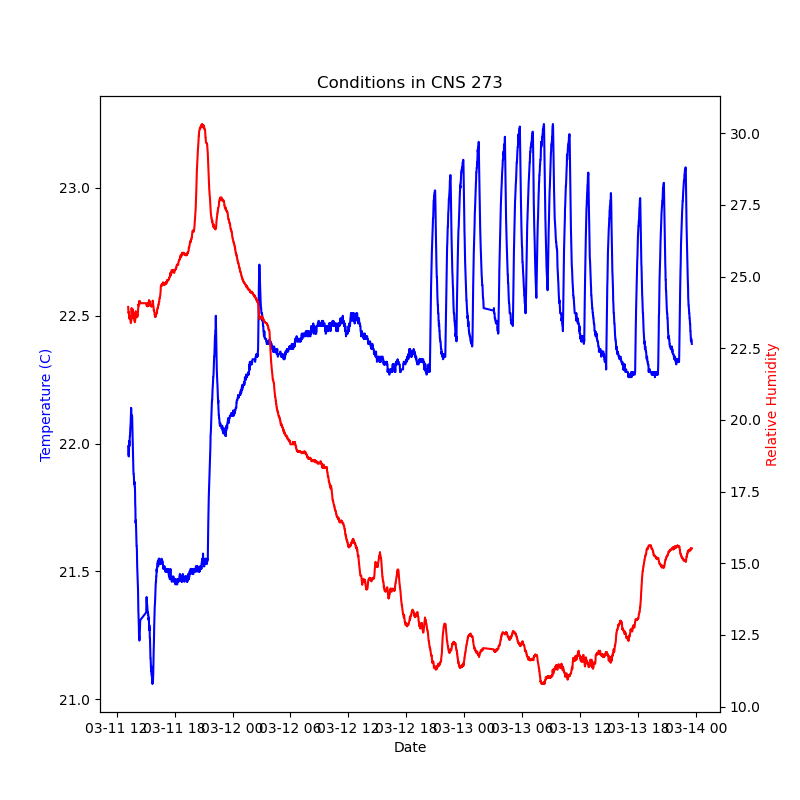 Conditions in CNS 273
30.0
27.5
25.0
22.5
20.0
17.5
15.0
12.5
10.0
23.0
22.5
22.0
21.5
21.0
Temperature (C)
Relative Humidity
03-11 12 03-11 18 03-12 00 03-12 06 03-12 12 03-12 18 03-13 00 03-13 06 03-13 12 03-13 18 03-14 00
Date